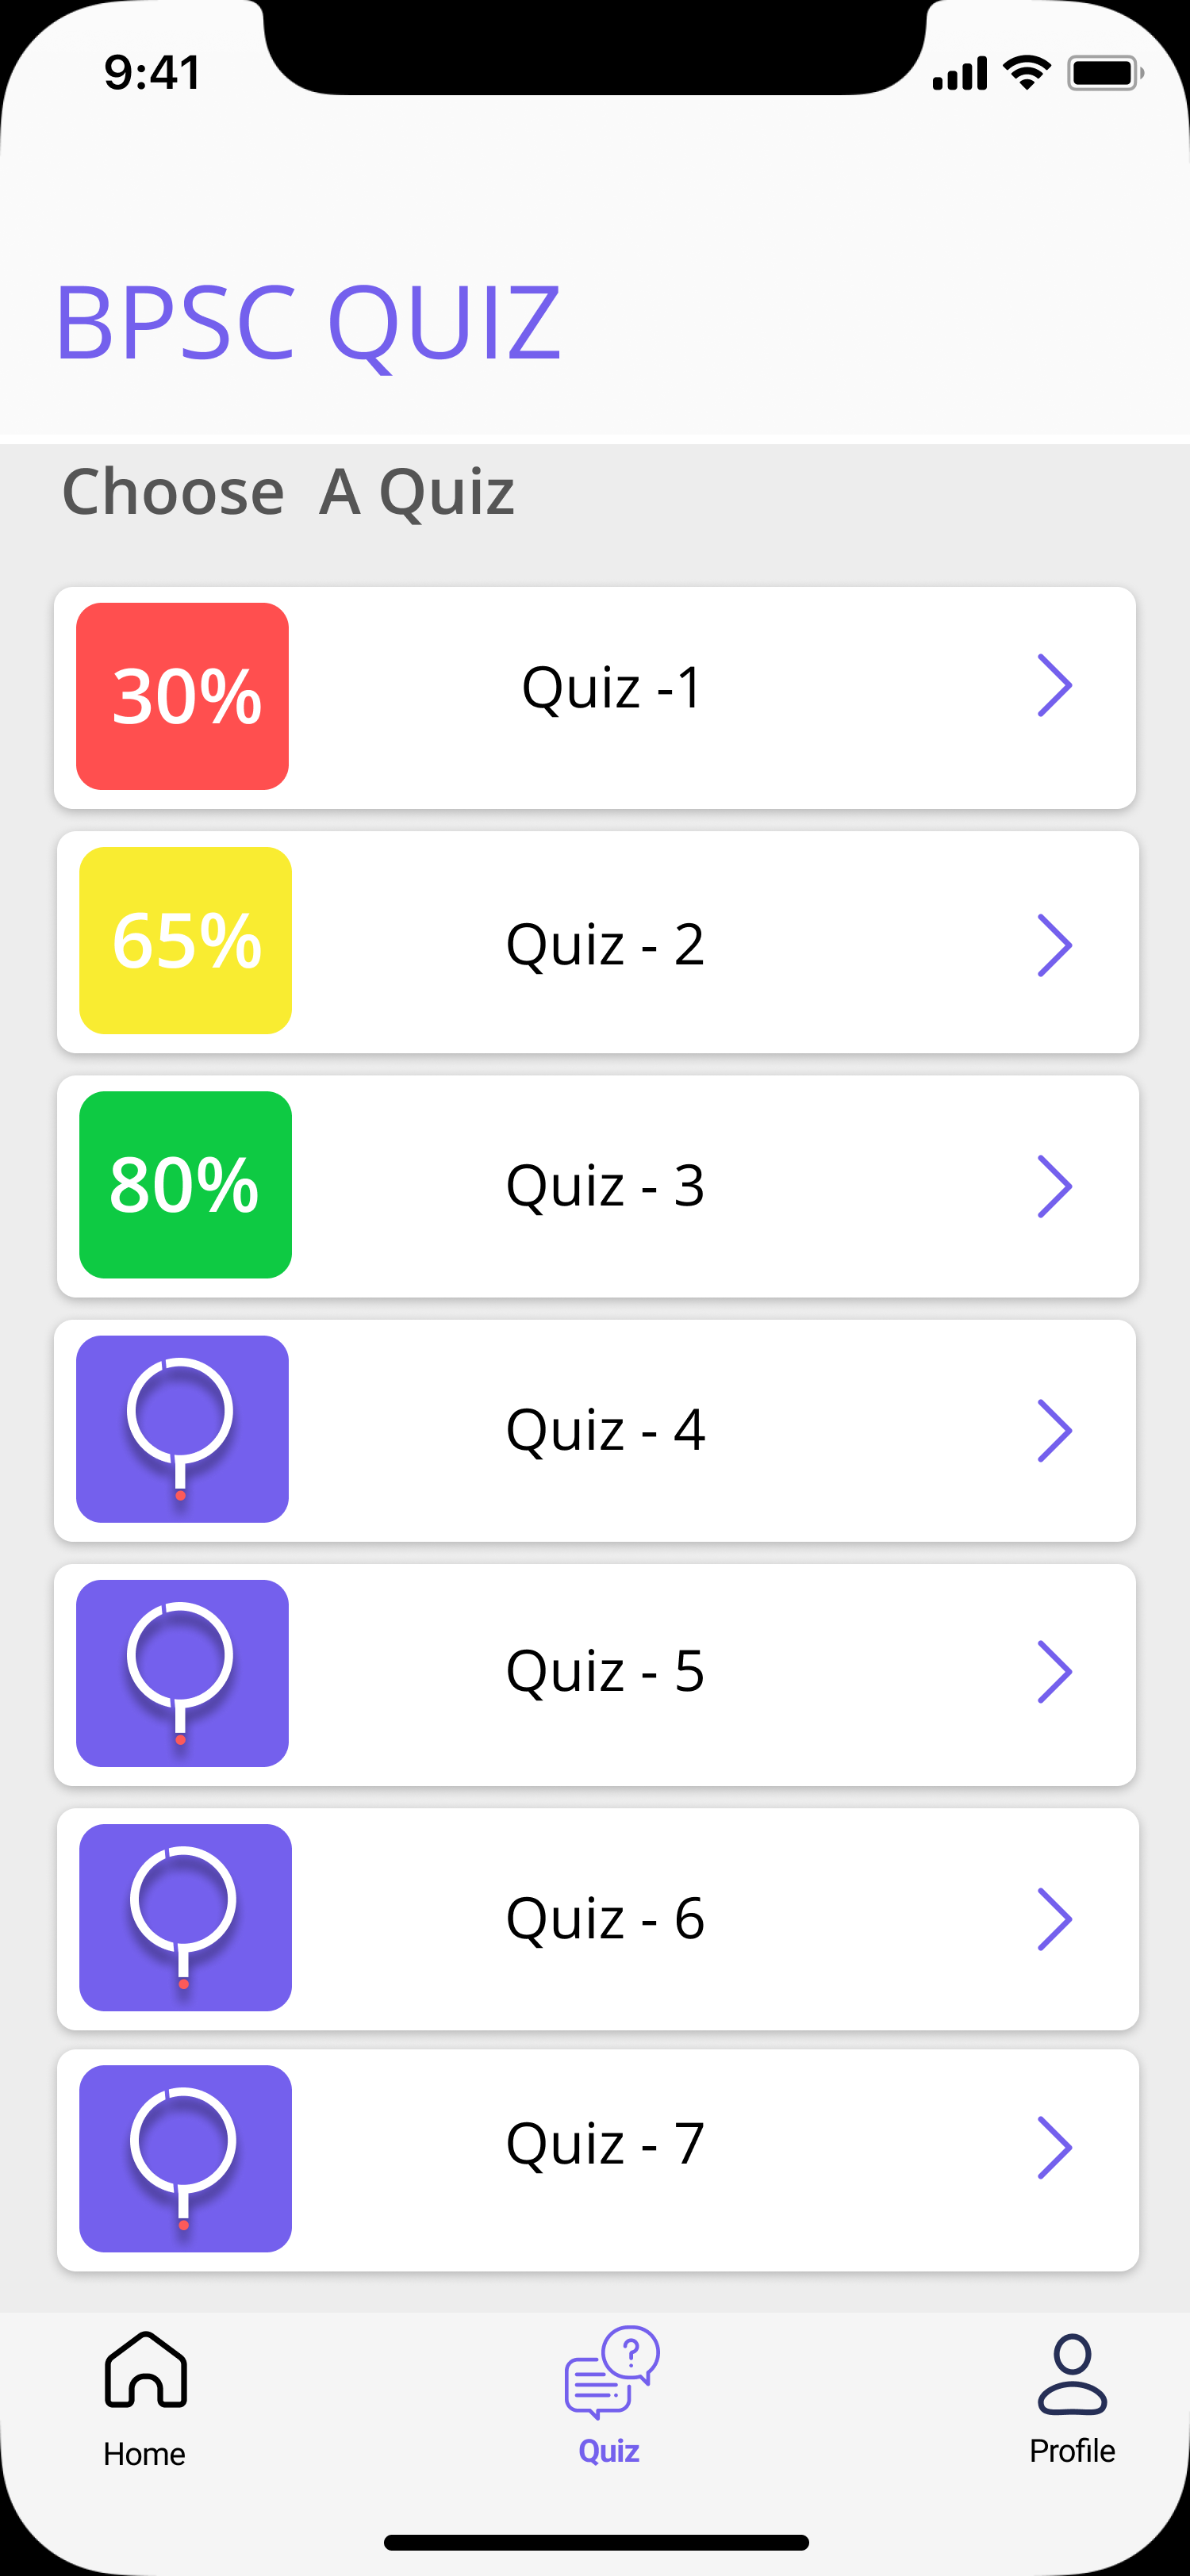 9:41
BPSC QUIZ
Choose  A Quiz
30%
Quiz -1
65%
Quiz - 2
80%
Quiz - 3
Quiz - 4
Quiz - 5
Quiz - 6
Quiz - 7
?
Home
Quiz
Profile